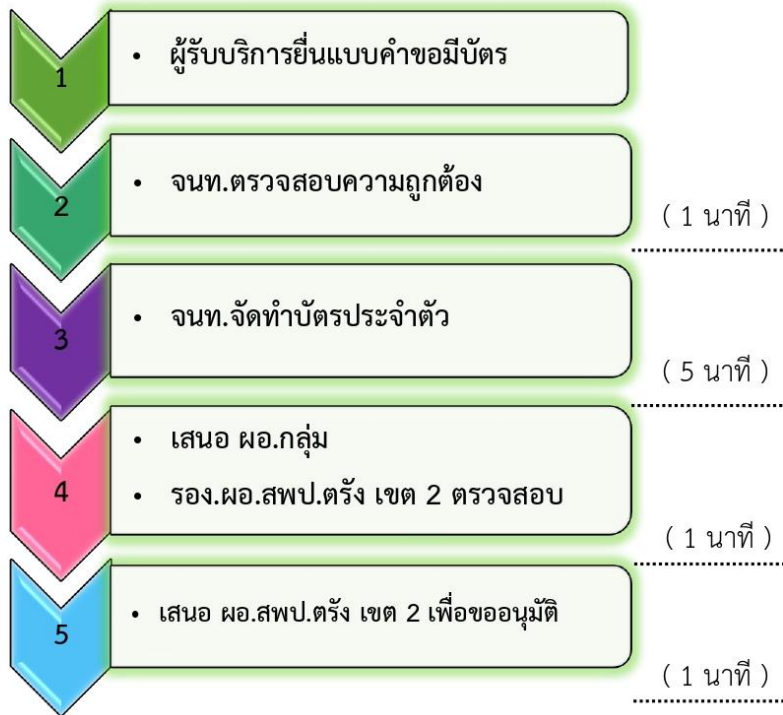 1
• ผู้รับบริการยื่นแบบคำขอมีบัตร
2
• จนท.ตรวจสอบความถูกต้อง
( 1 นาที )
3
• จนท.จัดทำบัตรประจำตัว
( 5 นาที )
4
• เสนอ ผอ.กลุ่ม
• รอง.ผอ.สพป.ตรัง เขต 2 ตรวจสอบ
( 1 นาที )
5
• เสนอ ผอ.สพป.ตรัง เขต 2 เพื่อขออนุมัติ
( 1 นาที )